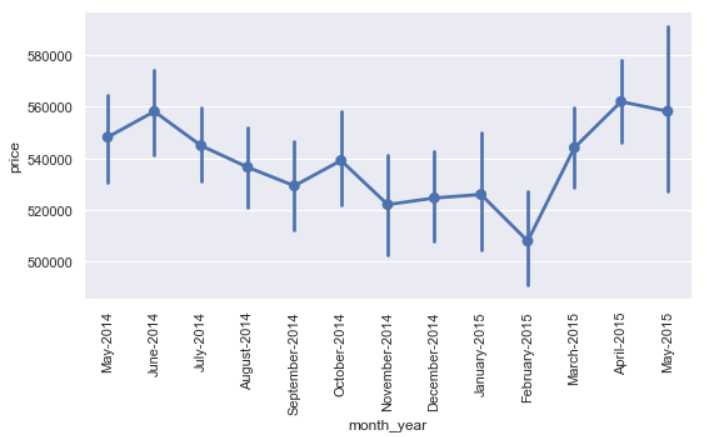 580000
560000
540000
520000
500000
price
May-2014
June-2014
July-2014
August-2014
September-2014
October-2014
November-2014
December-2014
January-2015
February-2015
March-2015
April-2015
May-2015
month_year